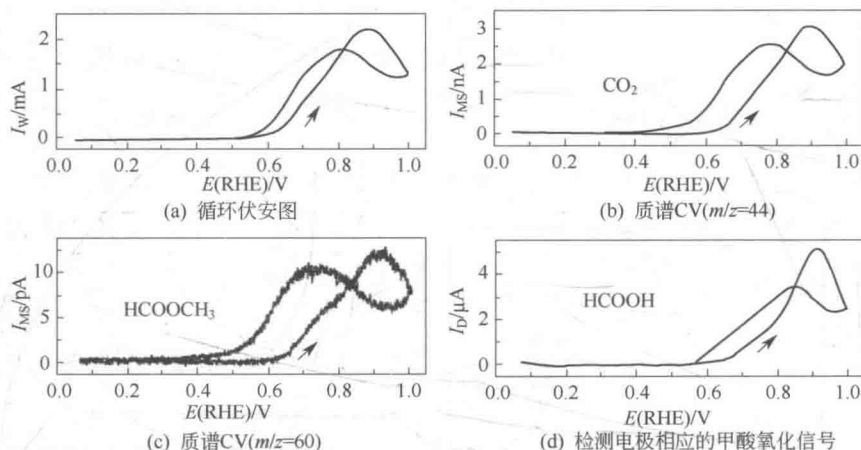 I_W/mA
2
1
0
0.0 0.2 0.4 0.6 0.8 1.0
E(RHE)/V
(a) 循环伏安图
I_MS/nA
4
3
2
1
0
CO₂
0.0 0.2 0.4 0.6 0.8 1.0
E(RHE)/V
(b) 质谱CV(m/z=44)
I_MS/pA
10
5
0
HCOOCH₃
0.0 0.2 0.4 0.6 0.8 1.0
E(RHE)/V
(c) 质谱CV(m/z=60)
I_D/μA
4
2
0
HCOOH
0.0 0.2 0.4 0.6 0.8 1.0
E(RHE)/V
(d) 检测电极相应的甲酸氧化信号